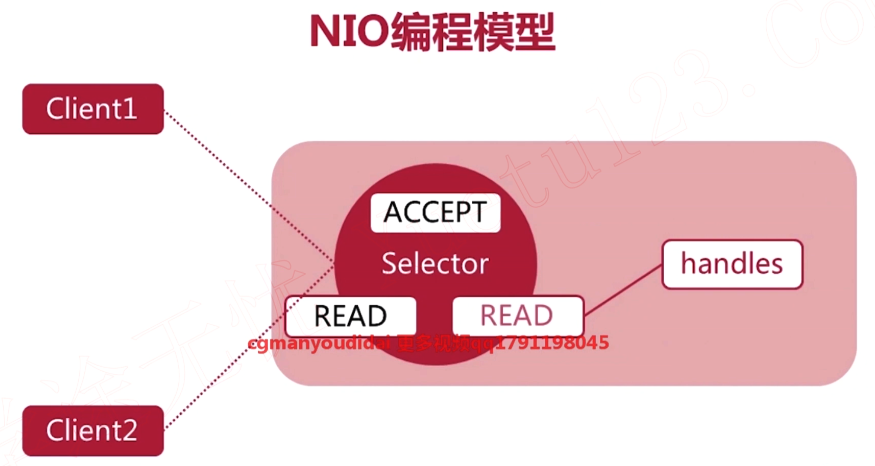 NIO编程模型
Client1
ACCEPT
Selector
handles
READ
READ
更多视频qq1791198045
Client2